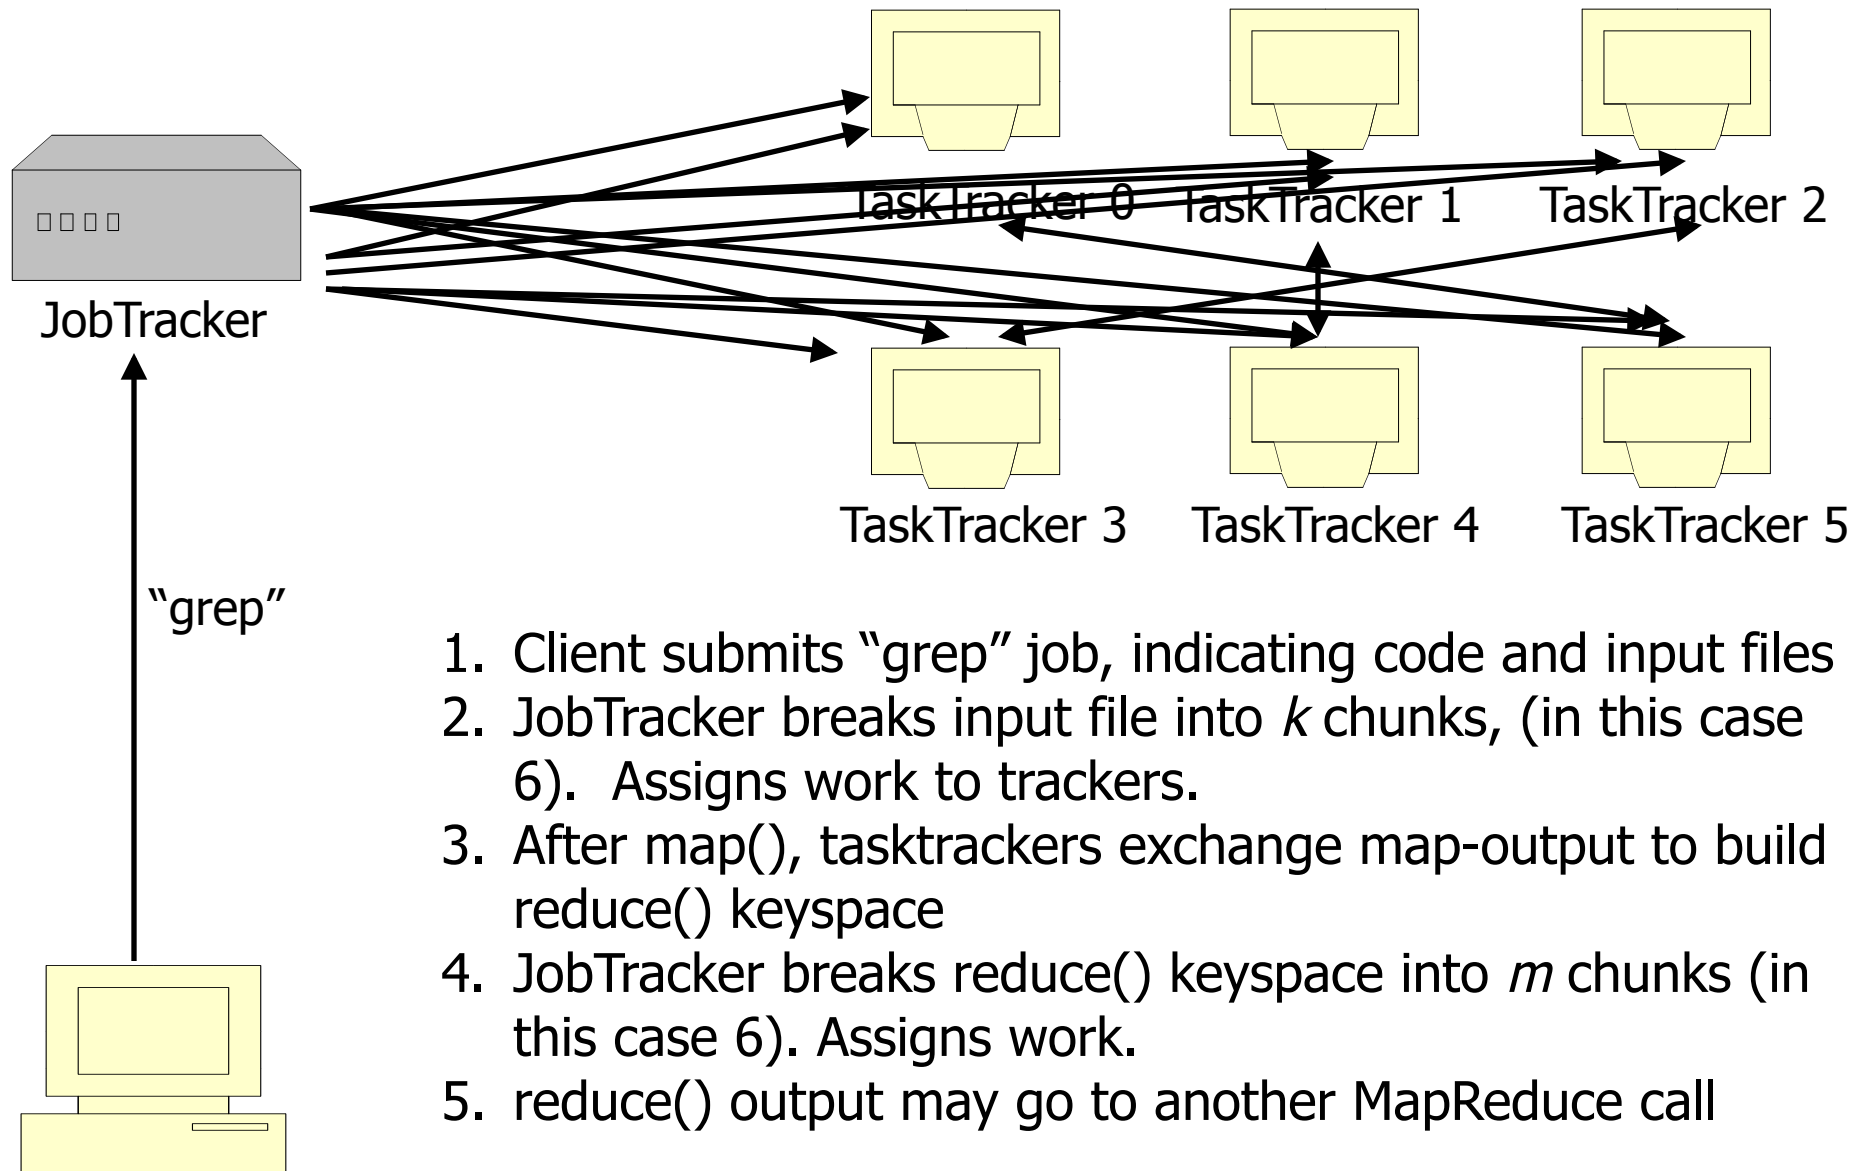 TaskTracker 0 TaskTracker 1 TaskTracker 2
JobTracker
TaskTracker 3 TaskTracker 4 TaskTracker 5
“grep”
1. Client submits “grep” job, indicating code and input files
2. JobTracker breaks input file into k chunks, (in this case
6). Assigns work to trackers.
3. After map(), tasktrackers exchange map-output to build
reduce() keyspace
4. JobTracker breaks reduce() keyspace into m chunks (in
this case 6). Assigns work.
5. reduce() output may go to another MapReduce call